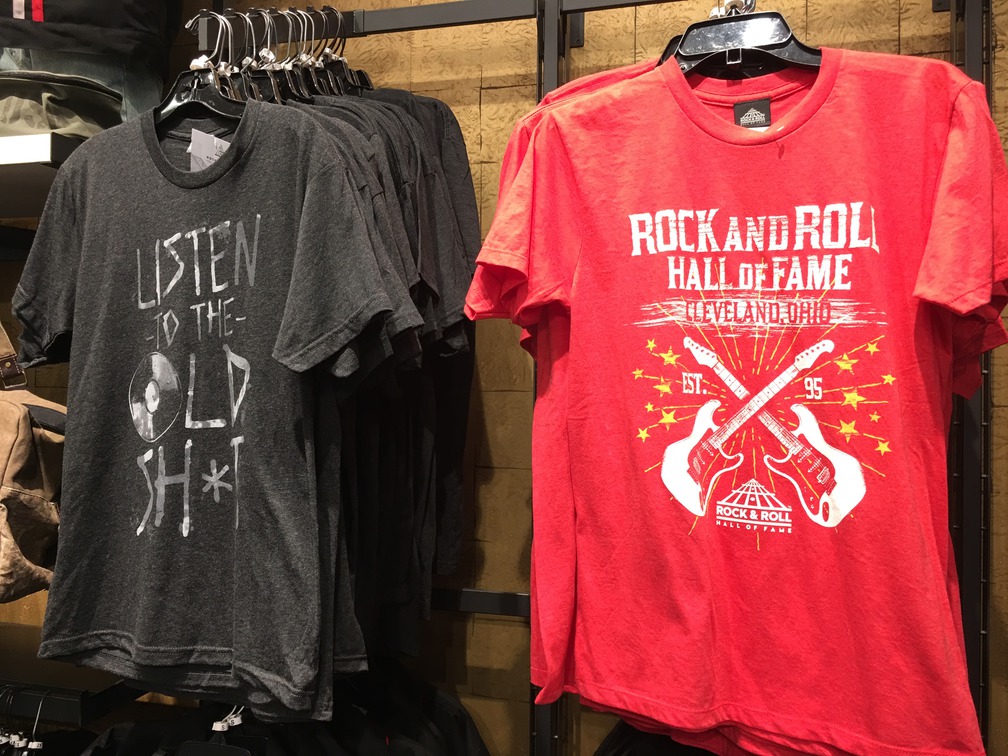 LISTEN
-TO THE-
OLD
SH*T
ROCK AND ROLL
HALL OF FAME
CLEVELAND, OHIO
EST. 95
ROCK & ROLL
HALL OF FAME